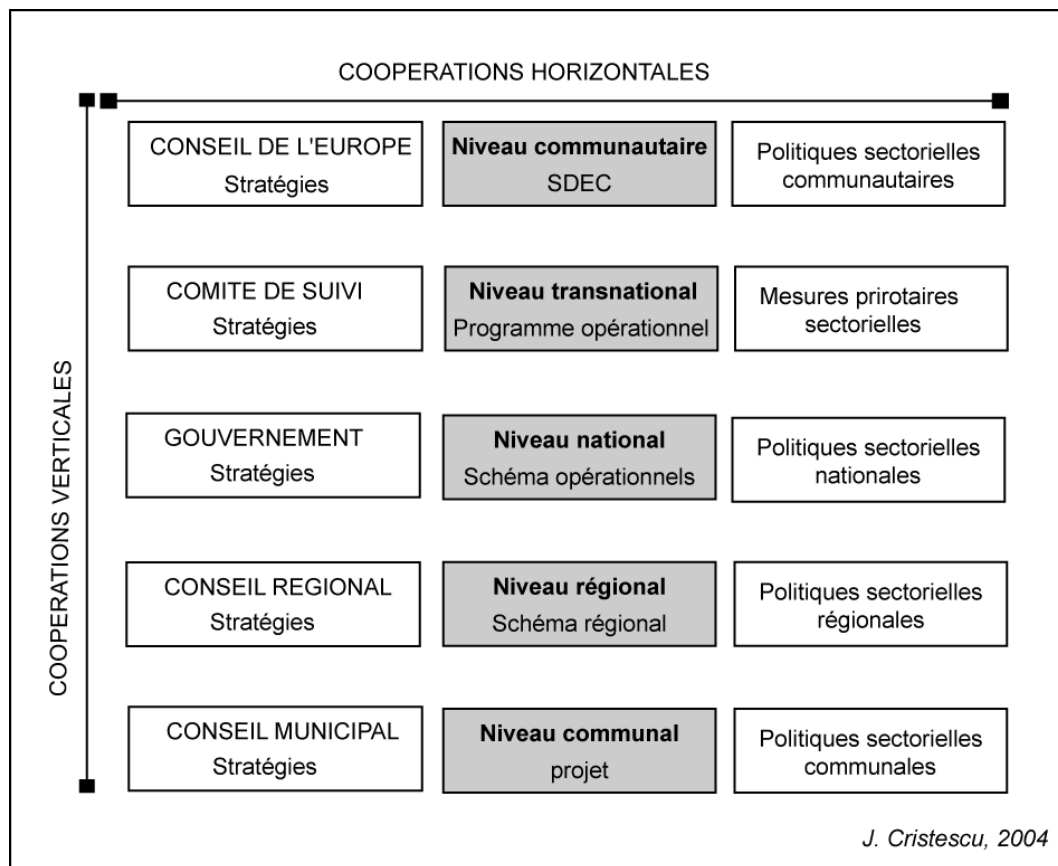 COOPERATIONS HORIZONTALES
COOPERATIONS VERTICALES
CONSEIL DE L'EUROPE
Stratégies
Niveau communautaire
SDEC
Politiques sectorielles
communautaires
COMITE DE SUIVI
Stratégies
Niveau transnational
Programme opérationnel
Mesures prirotaires
sectorielles
GOUVERNEMENT
Stratégies
Niveau national
Schéma opérationnels
Politiques sectorielles
nationales
CONSEIL REGIONAL
Stratégies
Niveau régional
Schéma régional
Politiques sectorielles
régionales
CONSEIL MUNICIPAL
Stratégies
Niveau communal
projet
Politiques sectorielles
communales
J. Cristescu, 2004